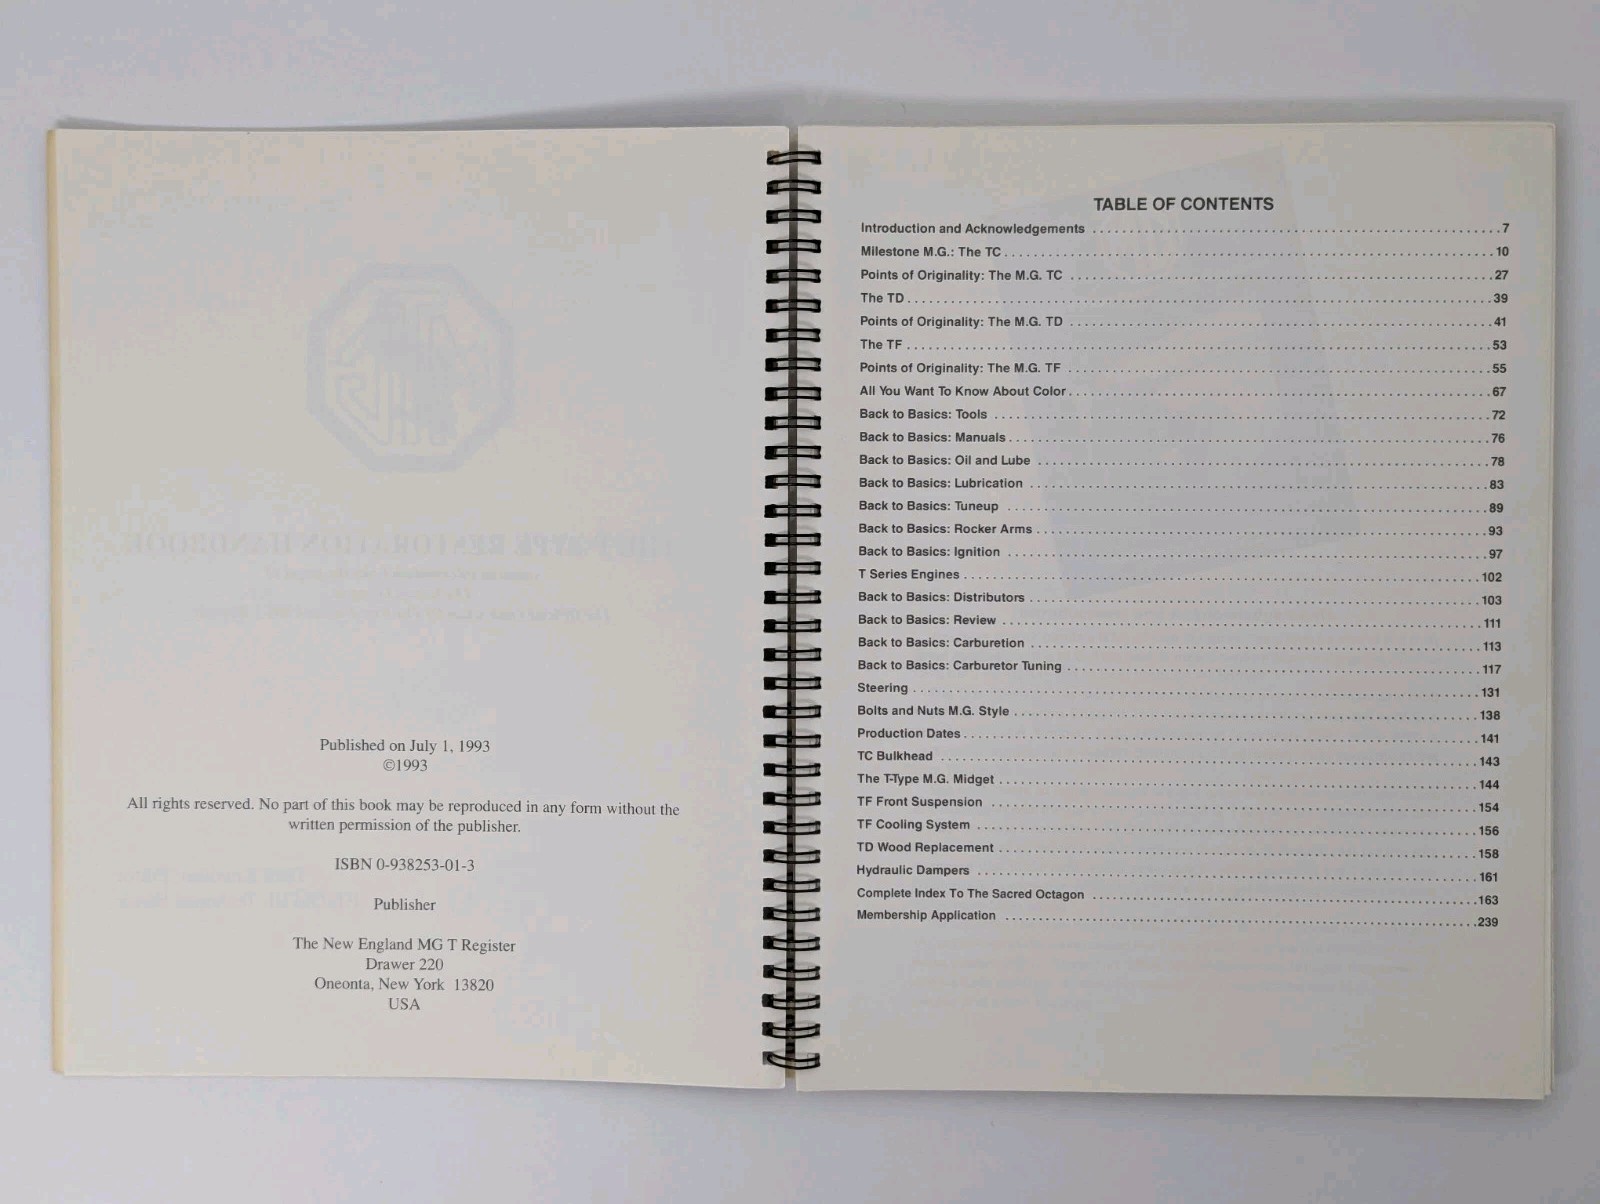 Published on July 1, 1993
©1993
All rights reserved. No part of this book may be reproduced in any form without the
written permission of the publisher.
ISBN 0-938253-01-3
Publisher
The New England MG T Register
Drawer 220
Oneonta, New York 13820
USA
TABLE OF CONTENTS
Introduction and Acknowledgements 7
Milestone M.G.: The TC 10
Points of Originality: The M.G. TC 27
The TD 39
Points of Originality: The M.G. TD 41
The TF 53
Points of Originality: The M.G. TF 55
All You Want To Know About Color 67
Back to Basics: Tools 72
Back to Basics: Manuals 76
Back to Basics: Oil and Lube 78
Back to Basics: Lubrication 83
Back to Basics: Tuneup 89
Back to Basics: Rocker Arms 93
Back to Basics: Ignition 97
T Series Engines 102
Back to Basics: Distributors 103
Back to Basics: Review 111
Back to Basics: Carburetion 113
Back to Basics: Carburetor Tuning 117
Steering 131
Bolts and Nuts M.G. Style 138
Production Dates 141
TC Bulkhead 143
The T-Type M.G. Midget 144
TF Front Suspension 154
TF Cooling System 156
TD Wood Replacement 158
Hydraulic Dampers 161
Complete Index To The Sacred Octagon 163
Membership Application 239